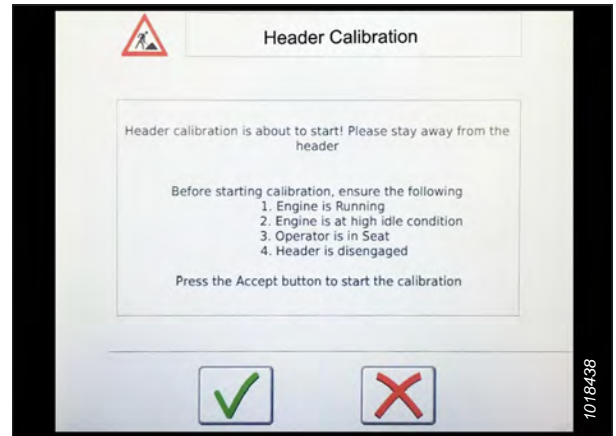 Header Calibration
Header calibration is about to start! Please stay away from the
header
Before starting calibration, ensure the following
1. Engine is Running
2. Engine is at high idle condition
3. Operator is in Seat
4. Header is disengaged
Press the Accept button to start the calibration
1018438